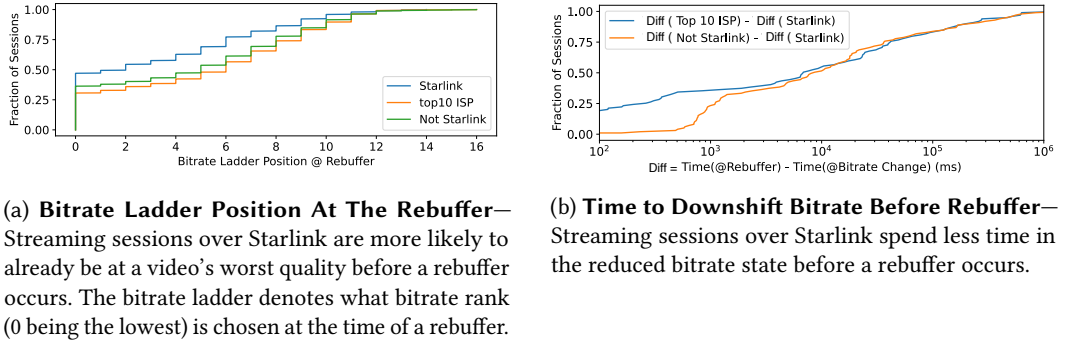 1.00
0.75
0.50
0.25
0.00
Fraction of Sessions
Starlink
top10 ISP
Not Starlink
0 2 4 6 8 10 12 14 16
Bitrate Ladder Position @ Rebuffer
(a) Bitrate Ladder Position At The Rebuffer—
Streaming sessions over Starlink are more likely to
already be at a video's worst quality before a rebuffer
occurs. The bitrate ladder denotes what bitrate rank
(0 being the lowest) is chosen at the time of a rebuffer.
1.00
0.75
0.50
0.25
0.00
Fraction of Sessions
Diff ( Top 10 ISP) - Diff ( Starlink)
Diff ( Not Starlink) - Diff ( Starlink)
10² 10³ 10⁴ 10⁵ 10⁶
Diff = Time(@Rebuffer) - Time(@Bitrate Change) (ms)
(b) Time to Downshift Bitrate Before Rebuffer—
Streaming sessions over Starlink spend less time in
the reduced bitrate state before a rebuffer occurs.